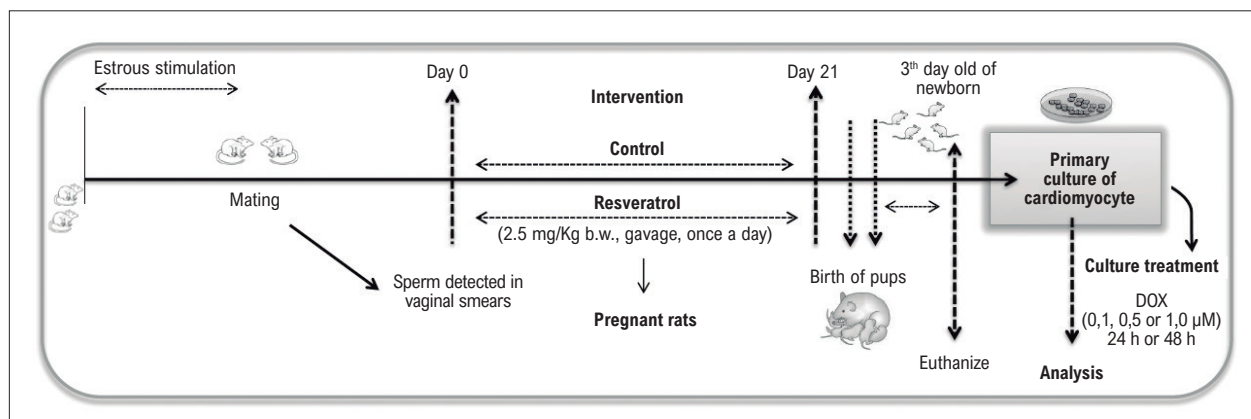 Estrous stimulation
Mating
Sperm detected in
vaginal smears
Day 0
Intervention
Control
Resveratrol
(2.5 mg/Kg b.w., gavage, once a day)
Pregnant rats
Day 21
Birth of pups
3th day old of
newborn
Euthanize
Primary
culture of
cardiomyocyte
Culture treatment
DOX
(0,1, 0,5 or 1,0 µM)
24 h or 48 h
Analysis